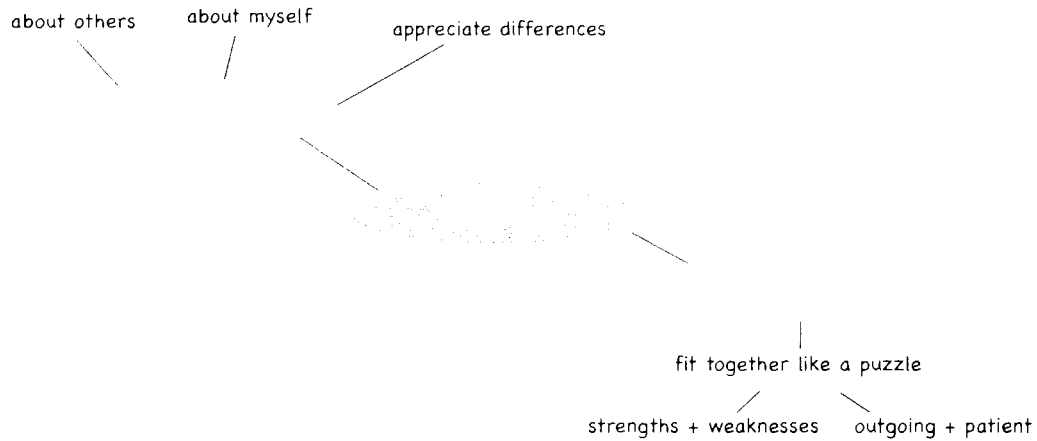 about others
about myself
appreciate differences
fit together like a puzzle
strengths + weaknesses
outgoing + patient